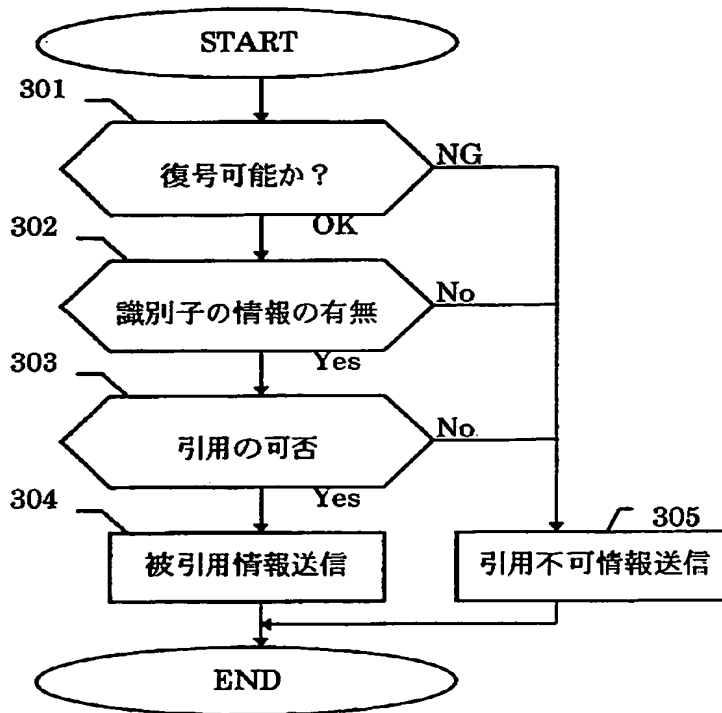 START
301
復号可能か？
NG
OK
302
識別子の情報の有無
No
Yes
303
引用の可否
No
Yes
304
被引用情報送信
305
引用不可情報送信
END